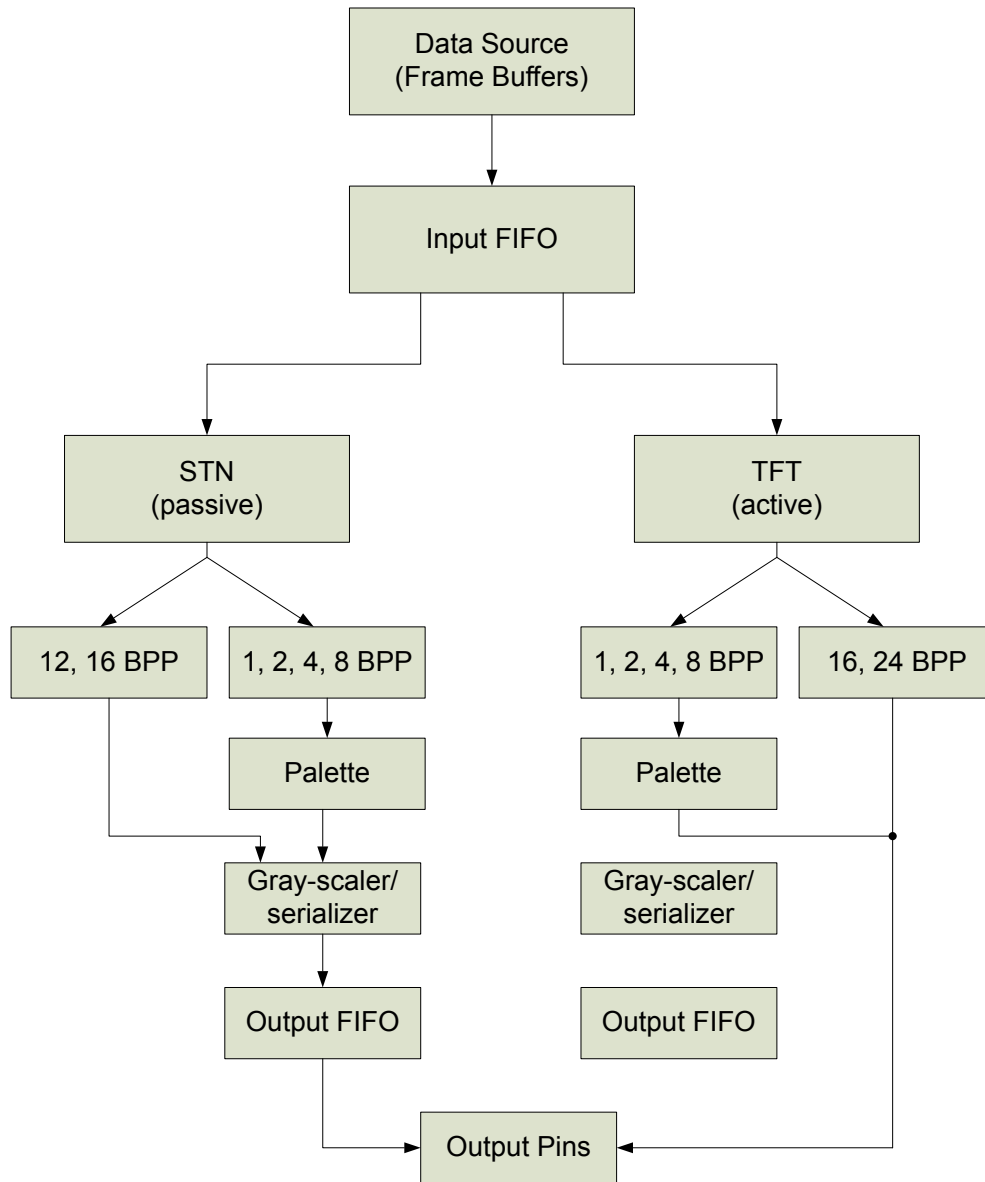 Data Source
(Frame Buffers)
Input FIFO
STN
(passive)
TFT
(active)
12, 16 BPP
1, 2, 4, 8 BPP
1, 2, 4, 8 BPP
16, 24 BPP
Palette
Palette
Gray-scaler/
serializer
Gray-scaler/
serializer
Output FIFO
Output FIFO
Output Pins